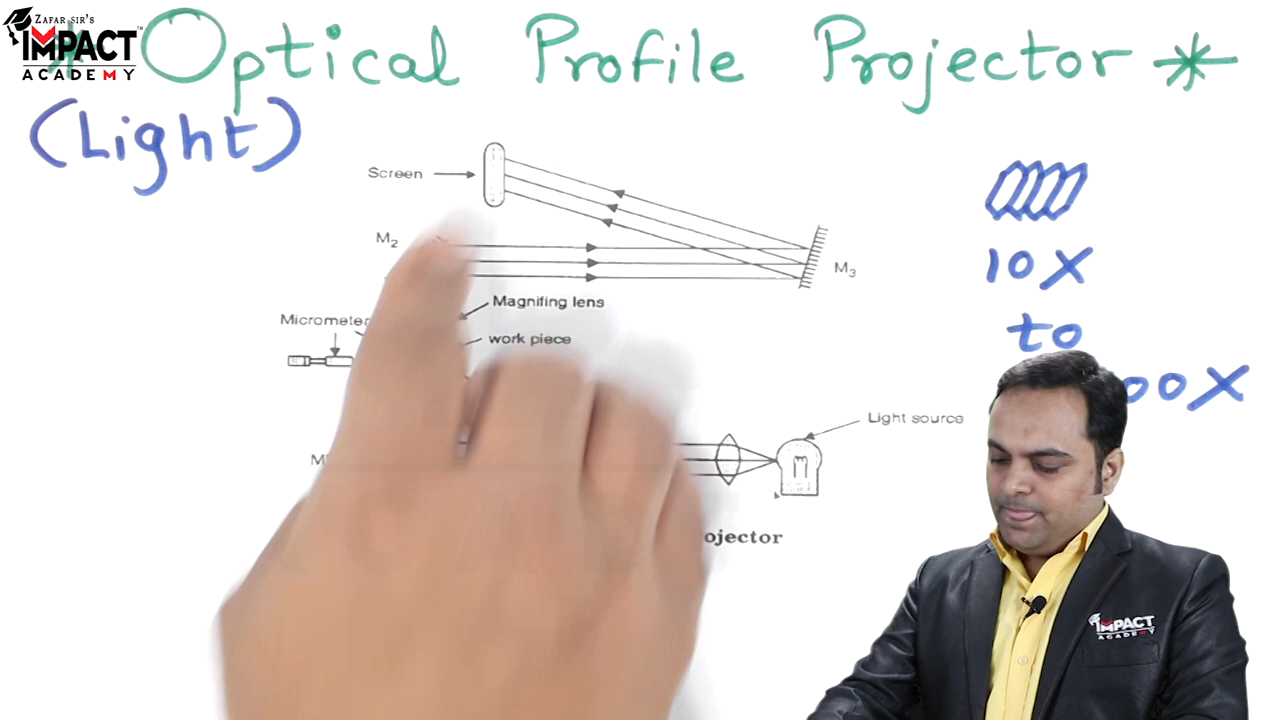 ZAFAR SIR'S
IMPACT
ACADEMY
* Optical Profile Projector *
(Light)
Screen
M2
M3
Magnifing lens
Micrometer
work piece
10X
to
00X
Light source
M
ojector
IMPACT
ACADEMY